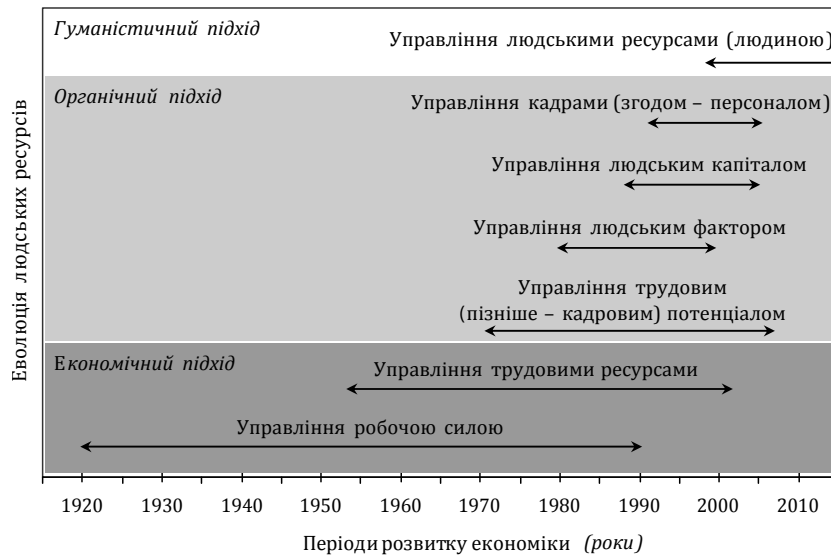 Гуманістичний підхід
Управління людськими ресурсами (людиною)
Органічний підхід
Управління кадрами (згодом – персоналом)
Управління людським капіталом
Управління людським фактором
Управління трудовим
(пізніше – кадровим) потенціалом
Економічний підхід
Управління трудовими ресурсами
Управління робочою силою
Еволюція людських ресурсів
1920 1930 1940 1950 1960 1970 1980 1990 2000 2010
Періоди розвитку економіки (роки)